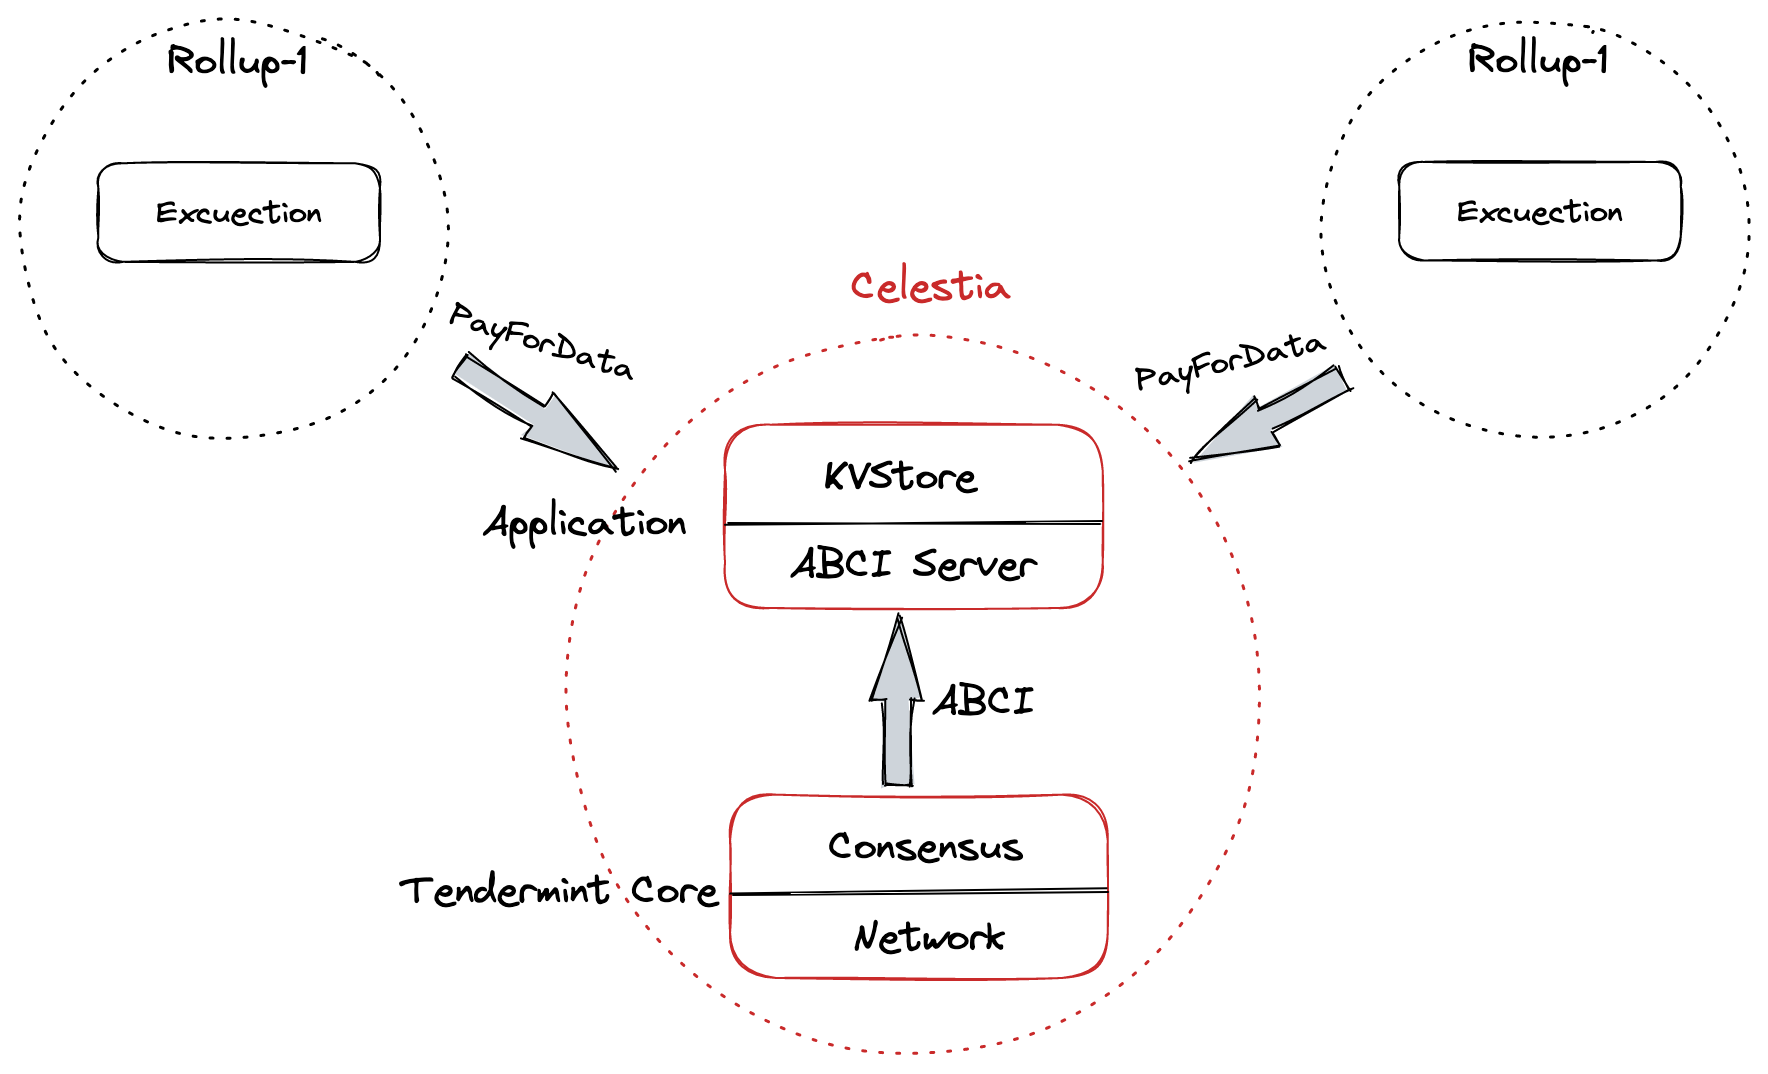 Rollup-1
Rollup-1
Excuection
Excuection
Celestia
PayForData
PayForData
KVStore
Application
ABCI Server
ABCI
Consensus
Tendermint Core
Network